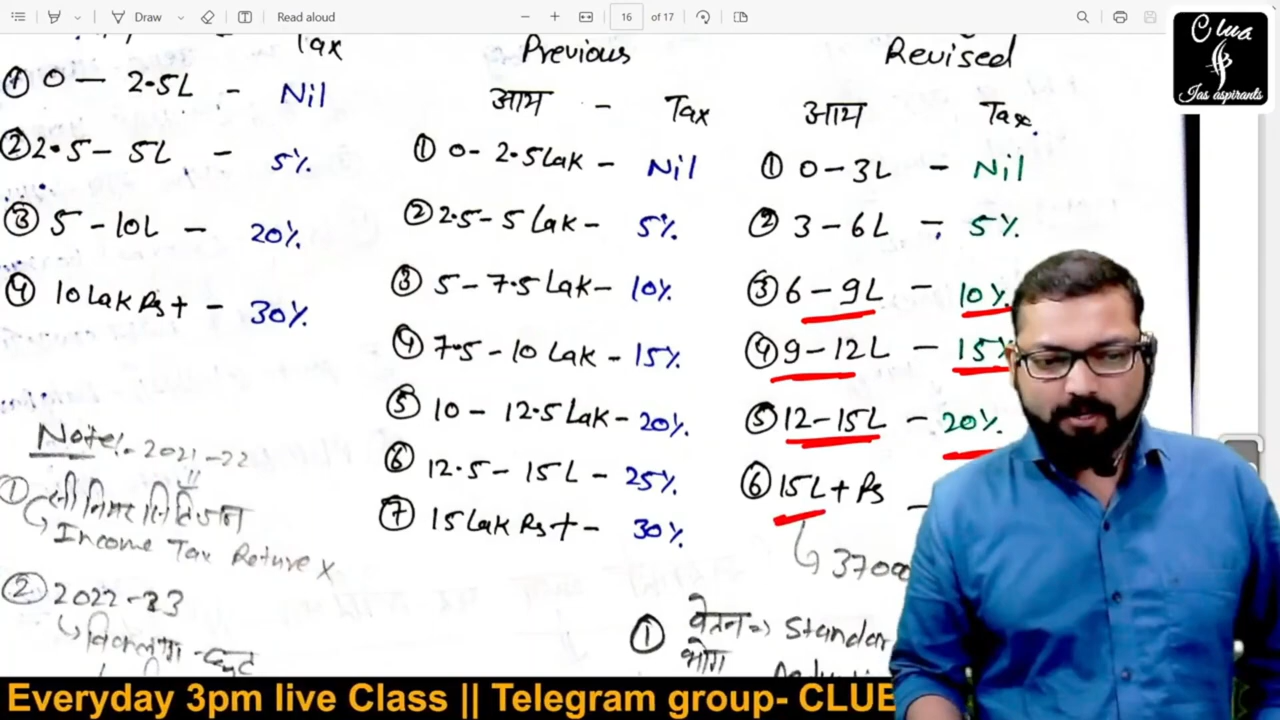 Draw
Read aloud
16 of 17
Clua
Ias aspirants
Tax
① 0 — 2.5L - Nil
② 2.5 - 5L - 5%
③ 5 - 10L - 20%
④ 10 Lak Rs + - 30%
Note:- 2021-22
①
Income Tax Return X
② 2022-23
Previous
आय - Tax
① 0 - 2.5 Lak - Nil
② 2.5 - 5 Lak - 5%
③ 5 - 7.5 Lak - 10%
④ 7.5 - 10 Lak - 15%
⑤ 10 - 12.5 Lak - 20%
⑥ 12.5 - 15L - 25%
⑦ 15 Lak Rs + - 30%
Revised
आय Tax
① 0 - 3L - Nil
② 3 - 6L - 5%
③ 6 - 9L - 10%
④ 9 - 12L - 15%
⑤ 12 - 15L - 20%
⑥ 15L + Rs -
37000
① वेतन => Standar
भोग
Everyday 3pm live Class || Telegram group- CLUE